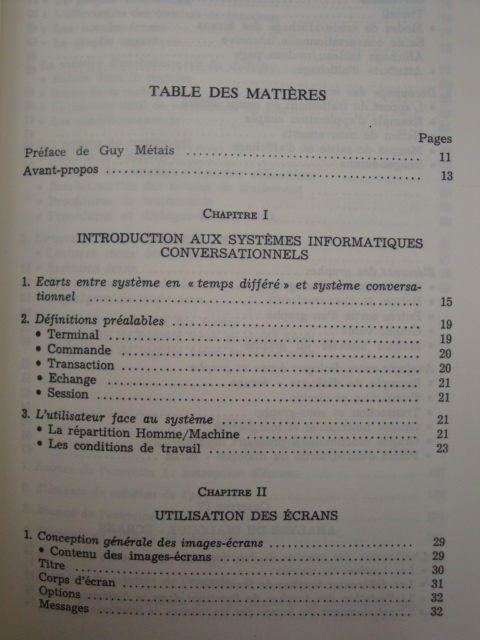 TABLE DES MATIÈRES
Pages
Préface de Guy Métais ........................................ 11
Avant-propos ........................................ 13
CHAPITRE I
INTRODUCTION AUX SYSTÈMES INFORMATIQUES
CONVERSATIONNELS
1. Ecarts entre système en « temps différé » et système conversa-
tionnel ........................................ 15
2. Définitions préalables ........................................ 19
• Terminal ........................................ 19
• Commande ........................................ 20
• Transaction ........................................ 20
• Echange ........................................ 21
• Session ........................................ 21
3. L'utilisateur face au système ........................................ 21
• La répartition Homme/Machine ........................................ 21
• Les conditions de travail ........................................ 23
CHAPITRE II
UTILISATION DES ÉCRANS
1. Conception générale des images-écrans ........................................ 29
• Contenu des images-écrans ........................................ 29
Titre ........................................ 30
Corps d'écran ........................................ 31
Options ........................................ 32
Messages ........................................ 32